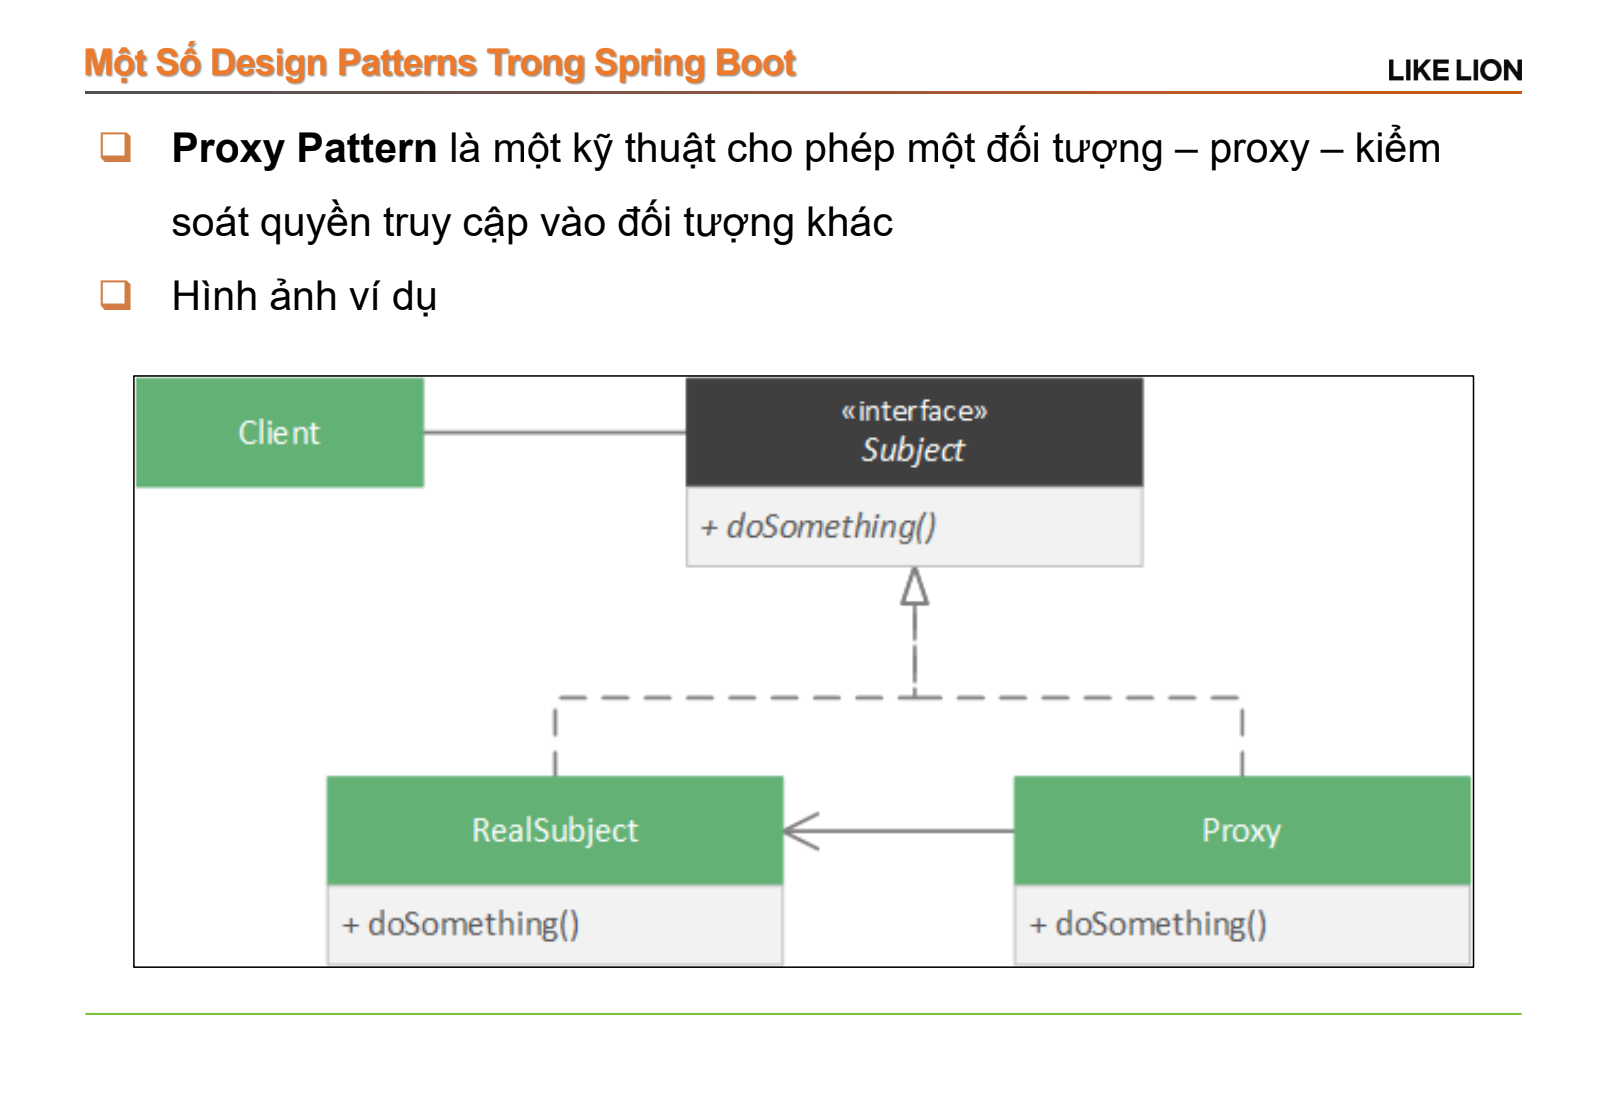 Một Số Design Patterns Trong Spring Boot
LIKE LION
Proxy Pattern là một kỹ thuật cho phép một đối tượng – proxy – kiểm
soát quyền truy cập vào đối tượng khác
Hình ảnh ví dụ
Client
«interface»
Subject
+ doSomething()
RealSubject
Proxy
+ doSomething()
+ doSomething()